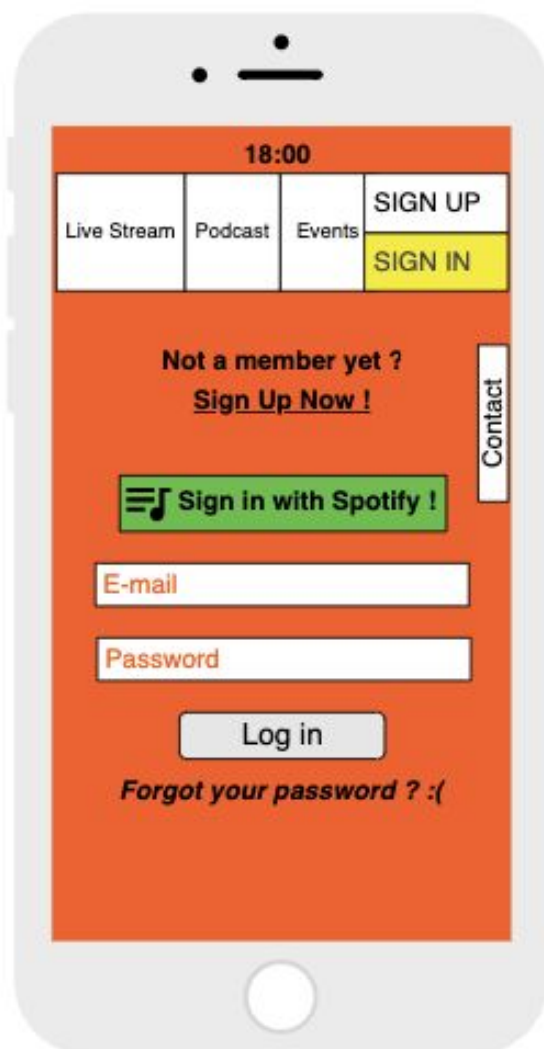 18:00
Live Stream
Podcast
Events
SIGN UP
SIGN IN
Not a member yet ?
Sign Up Now !
Contact
Sign in with Spotify !
E-mail
Password
Log in
Forgot your password ? :(